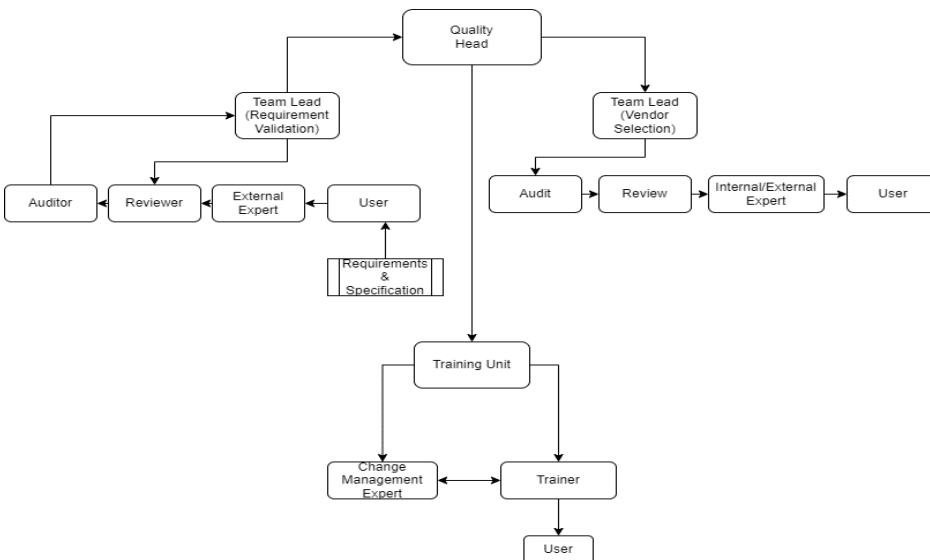 Quality
Head
Team Lead
(Requirement
Validation)
Team Lead
(Vendor
Selection)
Auditor
Reviewer
External
Expert
User
Audit
Review
Internal/External
Expert
User
Requirements
&
Specification
Training Unit
Change
Management
Expert
Trainer
User